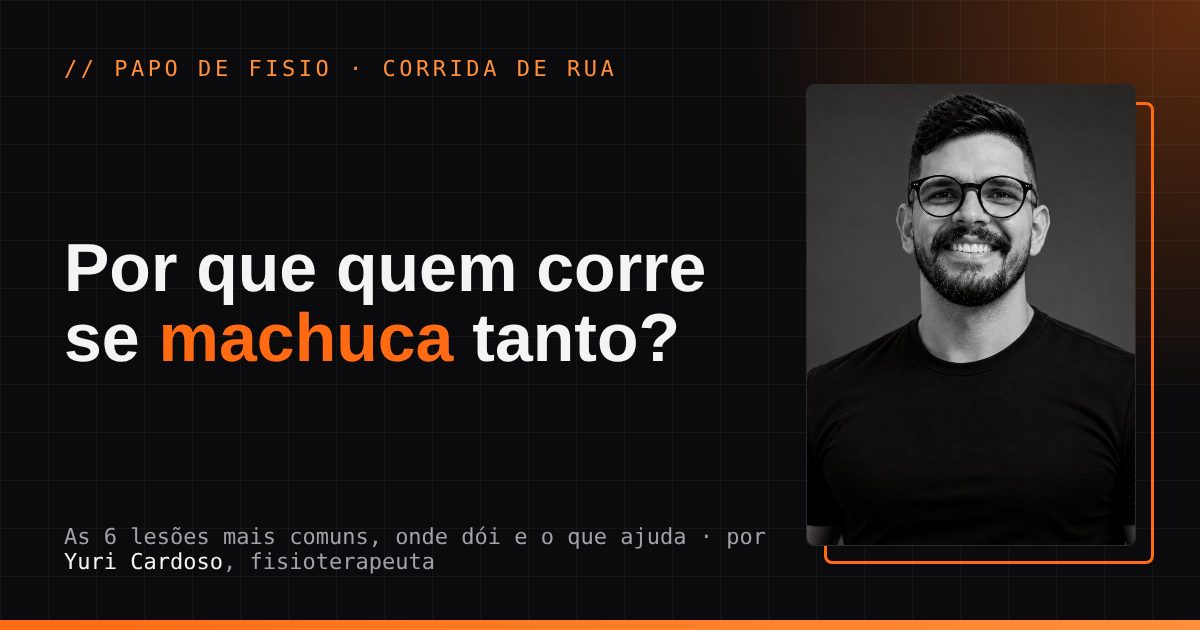 // PAPO DE FISIO · CORRIDA DE RUA
Por que quem corre
se machuca tanto?
As 6 lesões mais comuns, onde dói e o que ajuda · por
Yuri Cardoso, fisioterapeuta